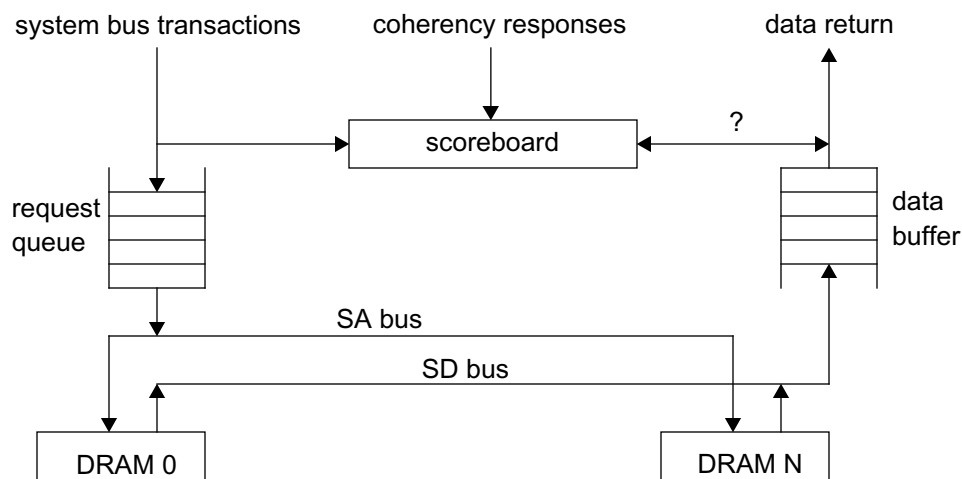 system bus transactions
coherency responses
data return
?
scoreboard
request
queue
data
buffer
SA bus
SD bus
DRAM 0
DRAM N